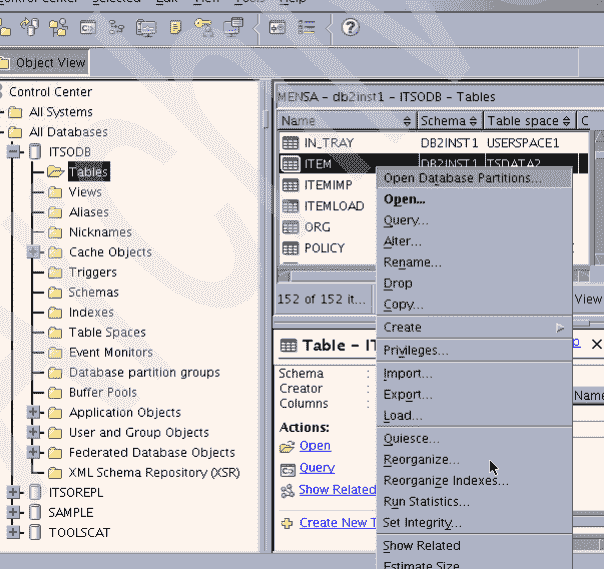 Control Center Selected Edit View Tools Help
Object View
Control Center
All Systems
All Databases
ITSODB
Tables
Views
Aliases
Nicknames
Cache Objects
Triggers
Schemas
Indexes
Table Spaces
Event Monitors
Database partition groups
Buffer Pools
Application Objects
User and Group Objects
Federated Database Objects
XML Schema Repository (XSR)
ITSOREPL
SAMPLE
TOOLSCAT
MENSA - db2inst1 - ITSODB - Tables
Name Schema Table space C
IN_TRAY DB2INST1 USERSPACE1
ITEM DB2INST1 TSDATA2
ITEMIMP
ITEMLOAD
ORG
POLICY
152 of 152 it... View
Table - IT
Schema :
Creator :
Columns :
Actions:
Open
Query
Show Related
Create New T
Name
Open Database Partitions...
Open...
Query...
Alter...
Rename...
Drop
Copy...
Create
Privileges...
Import...
Export...
Load...
Quiesce...
Reorganize...
Reorganize Indexes...
Run Statistics...
Set Integrity...
Show Related
Estimate Size